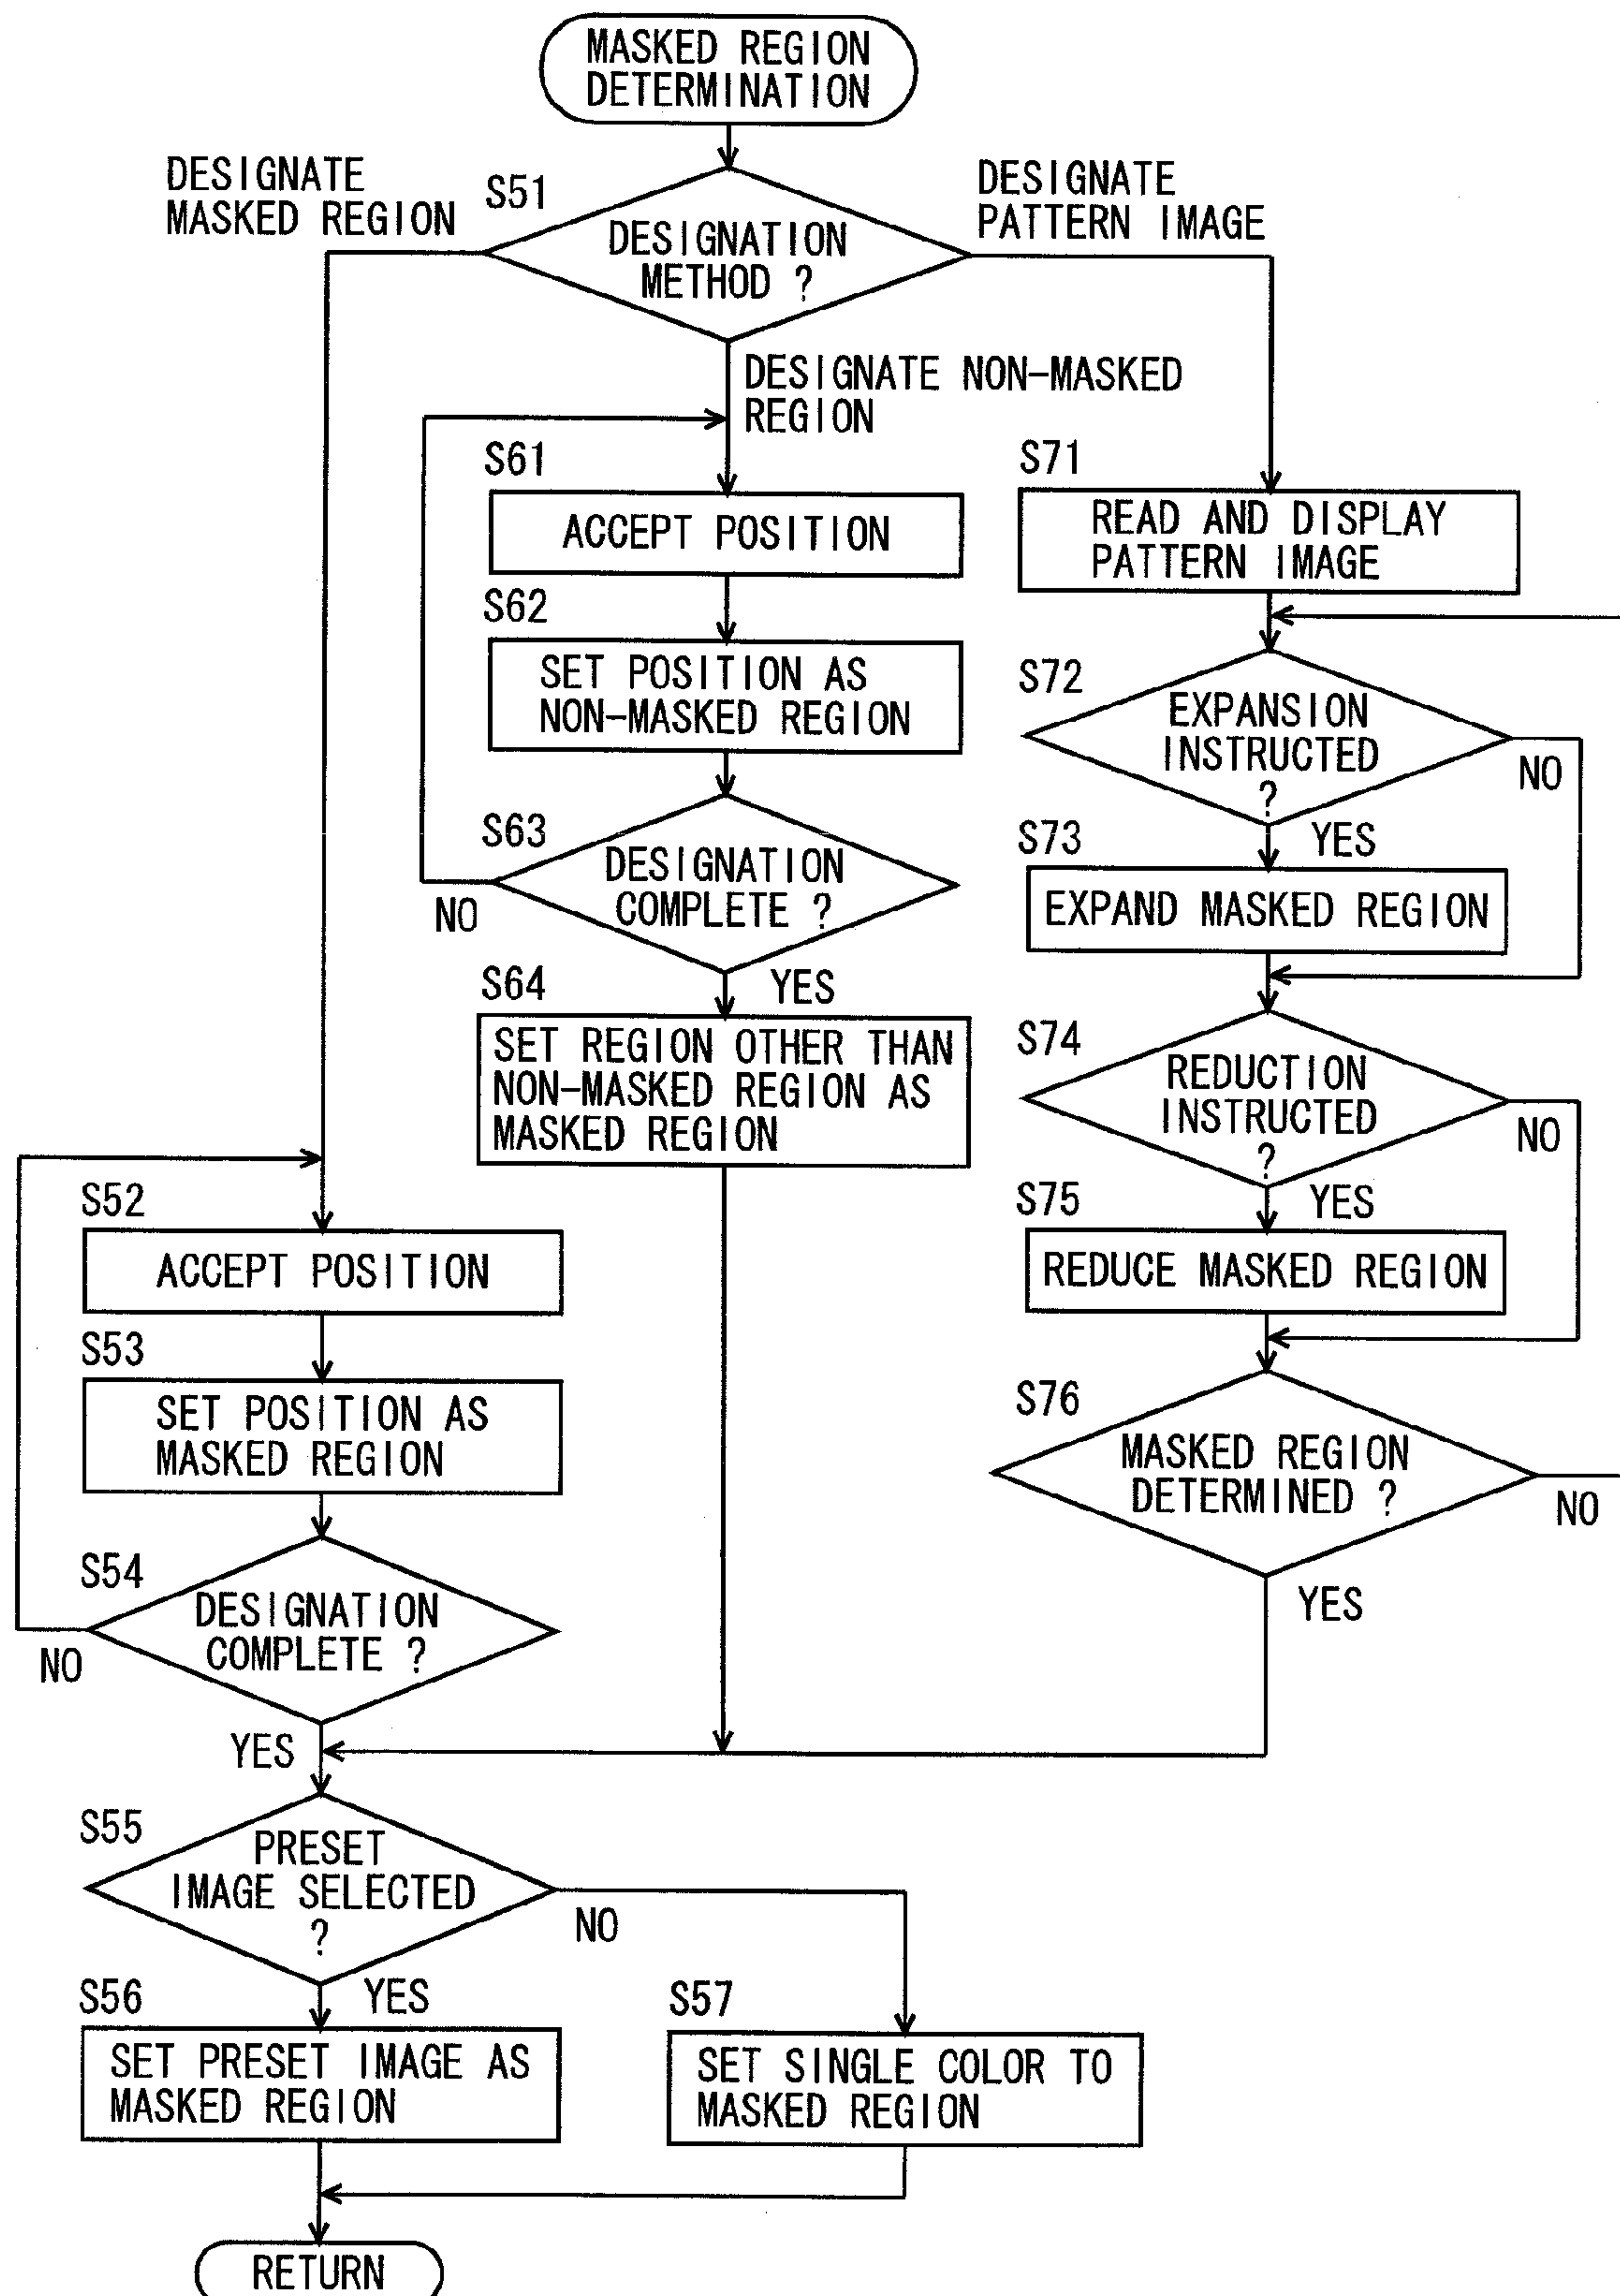 MASKED REGION
DETERMINATION
DESIGNATE
MASKED REGION
S51
DESIGNATION
METHOD ?
DESIGNATE
PATTERN IMAGE
DESIGNATE NON-MASKED
REGION
S61
ACCEPT POSITION
S62
SET POSITION AS
NON-MASKED REGION
S63
DESIGNATION
COMPLETE ?
NO
YES
S64
SET REGION OTHER THAN
NON-MASKED REGION AS
MASKED REGION
S71
READ AND DISPLAY
PATTERN IMAGE
S72
EXPANSION
INSTRUCTED
?
NO
YES
S73
EXPAND MASKED REGION
S74
REDUCTION
INSTRUCTED
?
NO
YES
S75
REDUCE MASKED REGION
S76
MASKED REGION
DETERMINED ?
NO
YES
S52
ACCEPT POSITION
S53
SET POSITION AS
MASKED REGION
S54
DESIGNATION
COMPLETE ?
NO
YES
S55
PRESET
IMAGE SELECTED
?
NO
YES
S56
SET PRESET IMAGE AS
MASKED REGION
S57
SET SINGLE COLOR TO
MASKED REGION
RETURN